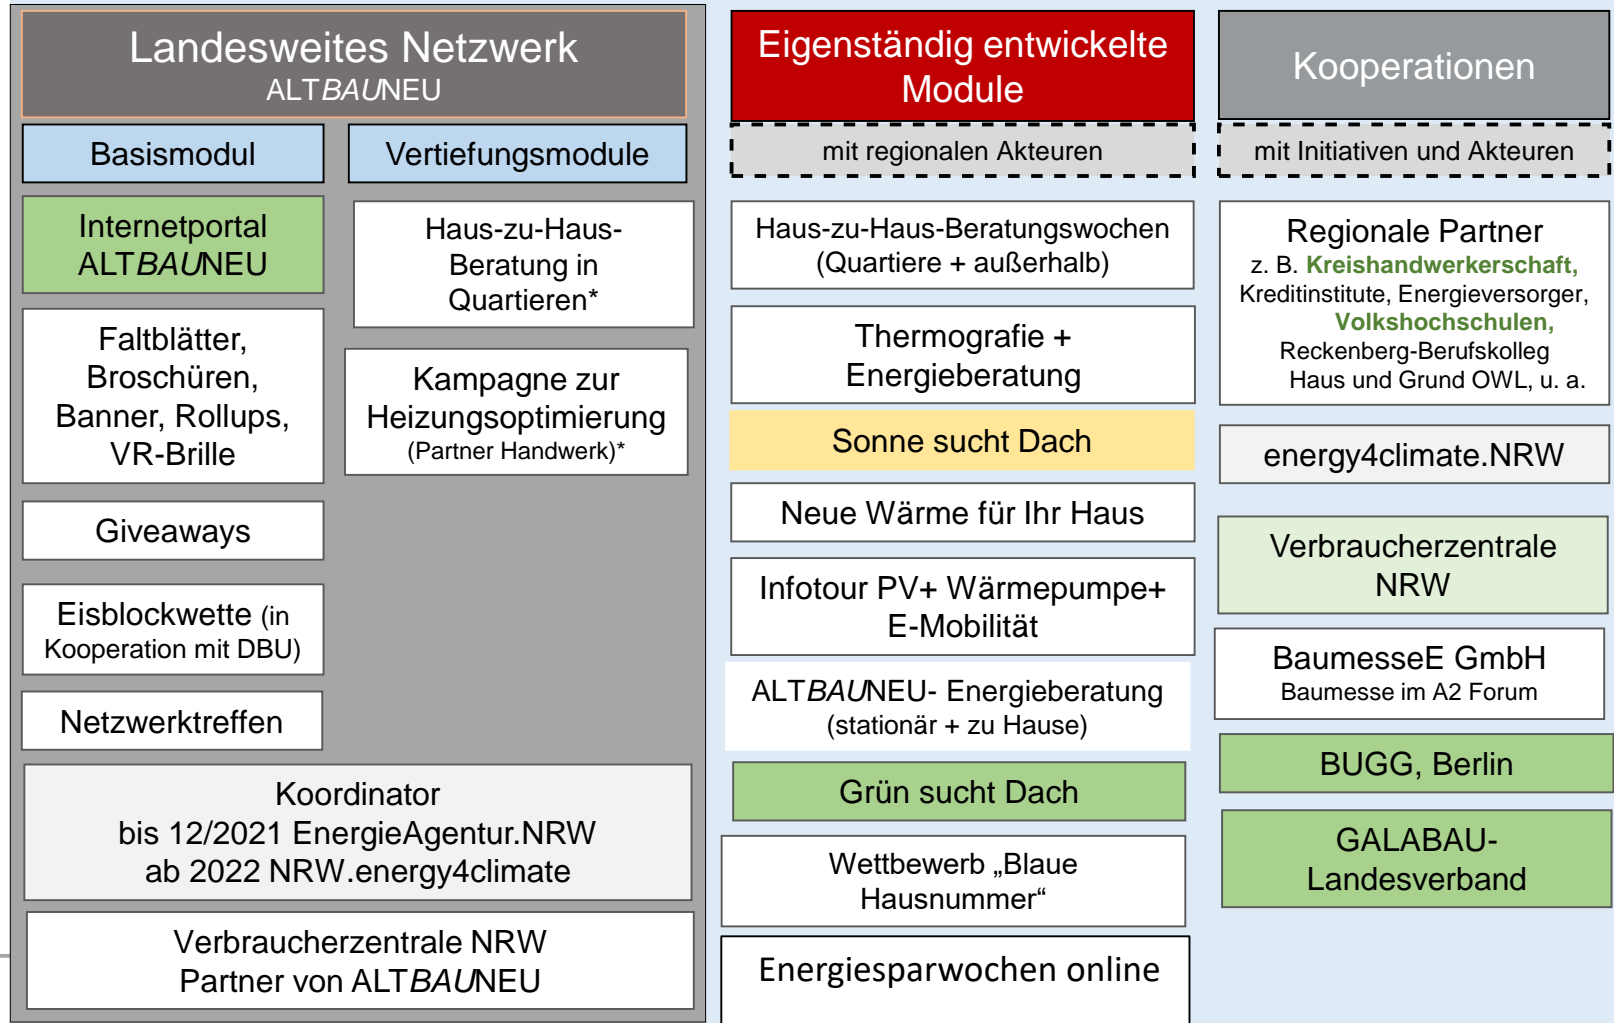 Landesweites Netzwerk
ALTBAUNEU
Basismodul
Internetportal
ALTBAUNEU
Faltblätter,
Broschüren,
Banner, Rollups,
VR-Brille
Giveaways
Eisblockwette (in
Kooperation mit DBU)
Netzwerktreffen
Vertiefungsmodule
Haus-zu-Haus-
Beratung in
Quartieren*
Kampagne zur
Heizungsoptimierung
(Partner Handwerk)*
Koordinator
bis 12/2021 EnergieAgentur.NRW
ab 2022 NRW.energy4climate
Verbraucherzentrale NRW
Partner von ALTBAUNEU
Eigenständig entwickelte
Module
mit regionalen Akteuren
Haus-zu-Haus-Beratungswochen
(Quartiere + außerhalb)
Thermografie +
Energieberatung
Sonne sucht Dach
Neue Wärme für Ihr Haus
Infotour PV+ Wärmepumpe+
E-Mobilität
ALTBAUNEU- Energieberatung
(stationär + zu Hause)
Grün sucht Dach
Wettbewerb „Blaue
Hausnummer“
Energiesparwochen online
Kooperationen
mit Initiativen und Akteuren
Regionale Partner
z. B. Kreishandwerkerschaft,
Kreditinstitute, Energieversorger,
Volkshochschulen,
Reckenberg-Berufskolleg
Haus und Grund OWL, u. a.
energy4climate.NRW
Verbraucherzentrale
NRW
BaumesseE GmbH
Baumesse im A2 Forum
BUGG, Berlin
GALABAU-
Landesverband